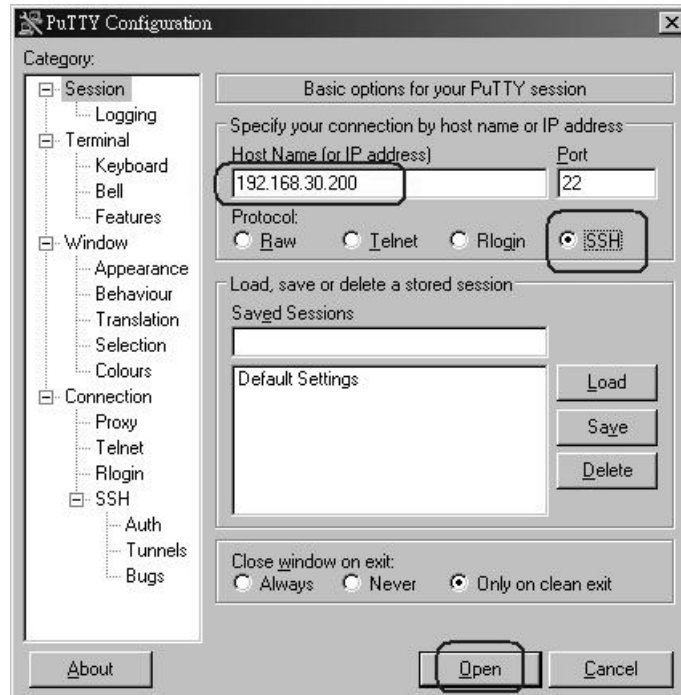 PuTTY Configuration
Category:
Session
Logging
Terminal
Keyboard
Bell
Features
Window
Appearance
Behaviour
Translation
Selection
Colours
Connection
Proxy
Telnet
Rlogin
SSH
Auth
Tunnels
Bugs
Basic options for your PuTTY session
Specify your connection by host name or IP address
Host Name (or IP address) Port
192.168.30.200 22
Protocol:
Raw Telnet Rlogin SSH
Load, save or delete a stored session
Saved Sessions
Default Settings
Load
Save
Delete
Close window on exit:
Always Never Only on clean exit
About Open Cancel